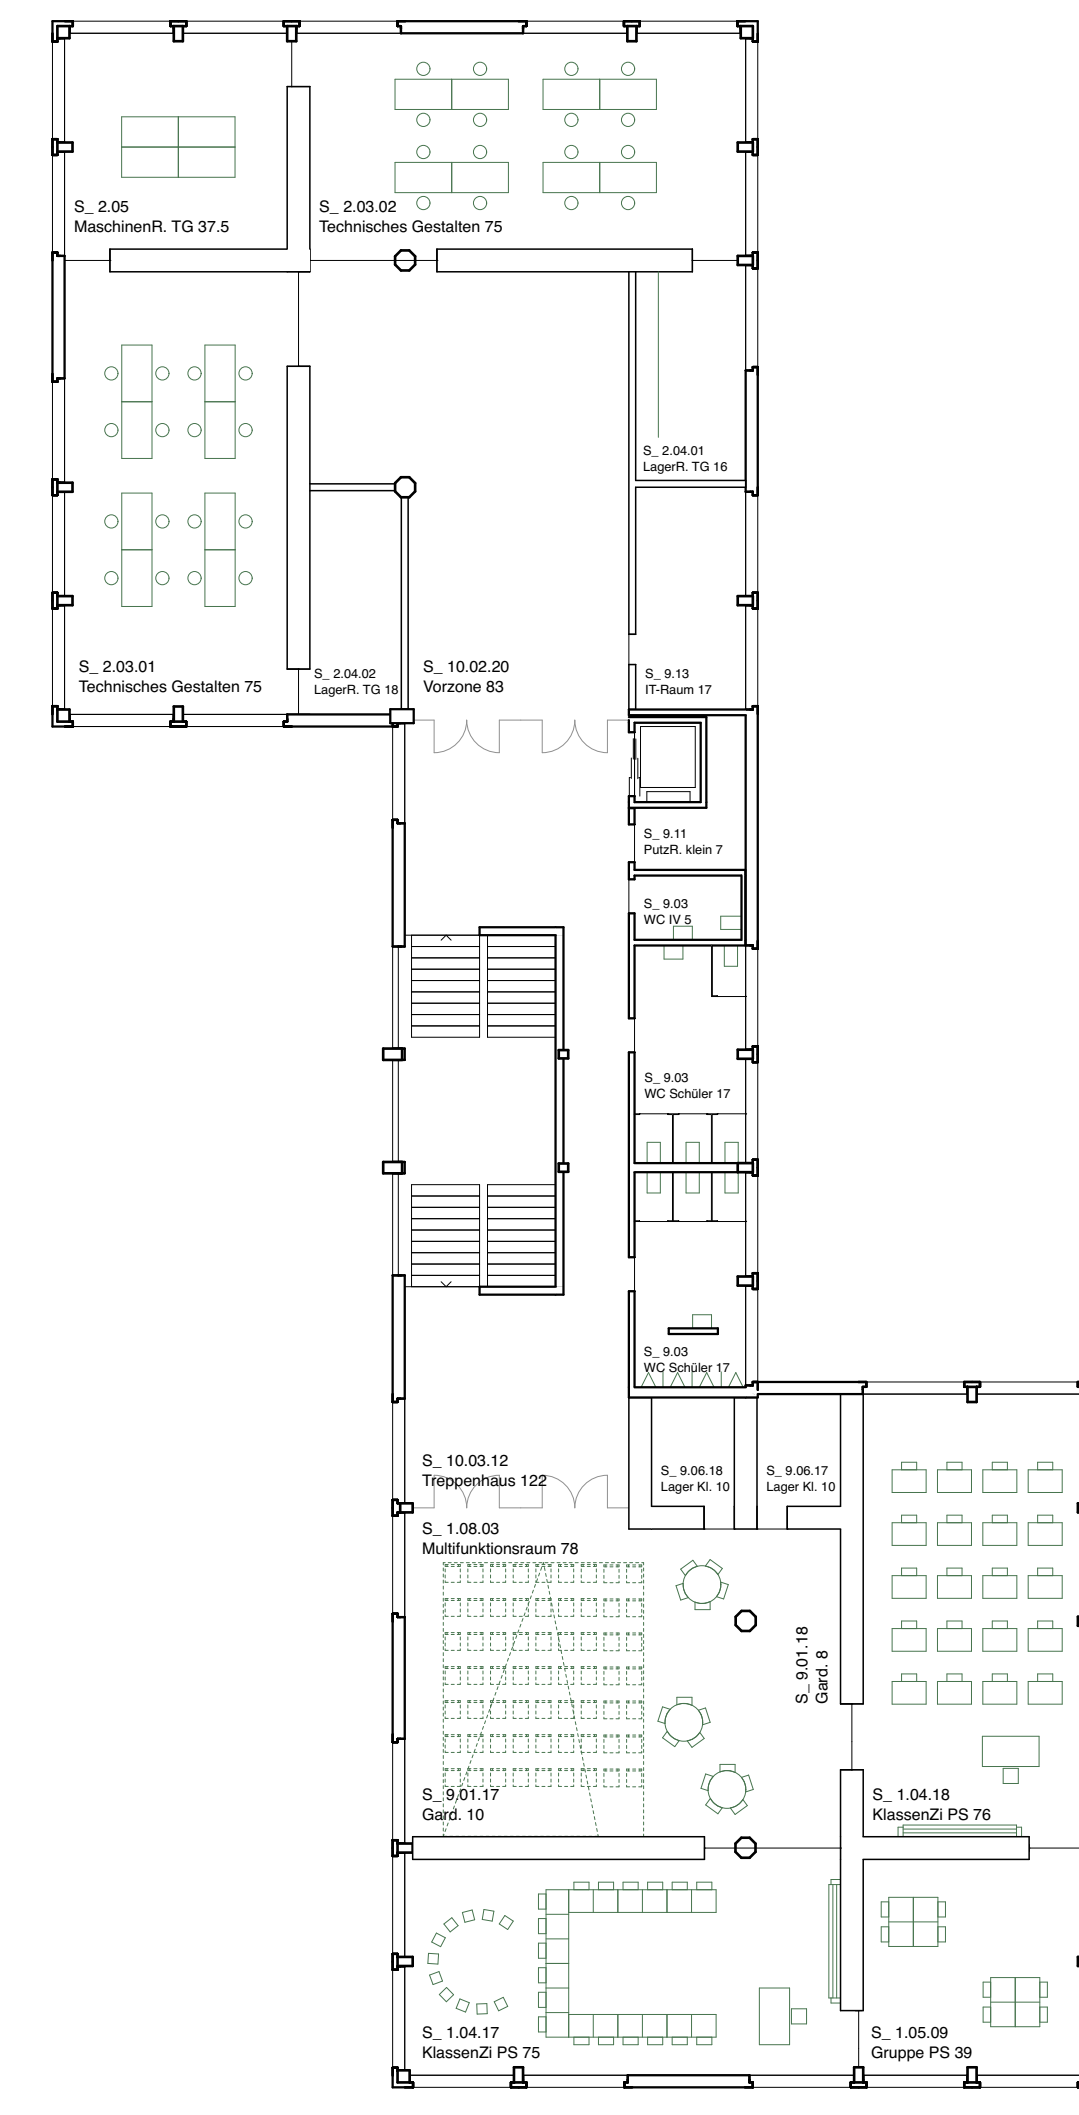 S_ 2.05
MaschinenR. TG 37.5
S_ 2.03.02
Technisches Gestalten 75
S_ 2.04.01
LagerR. TG 16
S_ 2.03.01
Technisches Gestalten 75
S_ 2.04.02
LagerR. TG 18
S_ 10.02.20
Vorzone 83
S_ 9.13
IT-Raum 17
S_ 9.11
PutzR. klein 7
S_ 9.03
WC IV 5
S_ 9.03
WC Schüler 17
S_ 9.03
WC Schüler 17
S_ 10.03.12
Treppenhaus 122
S_ 9.06.18
Lager Kl. 10
S_ 9.06.17
Lager Kl. 10
S_ 1.08.03
Multifunktionsraum 78
S_ 9.01.18
Gard. 8
S_ 9.01.17
Gard. 10
S_ 1.04.18
KlassenZi PS 76
S_ 1.04.17
KlassenZi PS 75
S_ 1.05.09
Gruppe PS 39